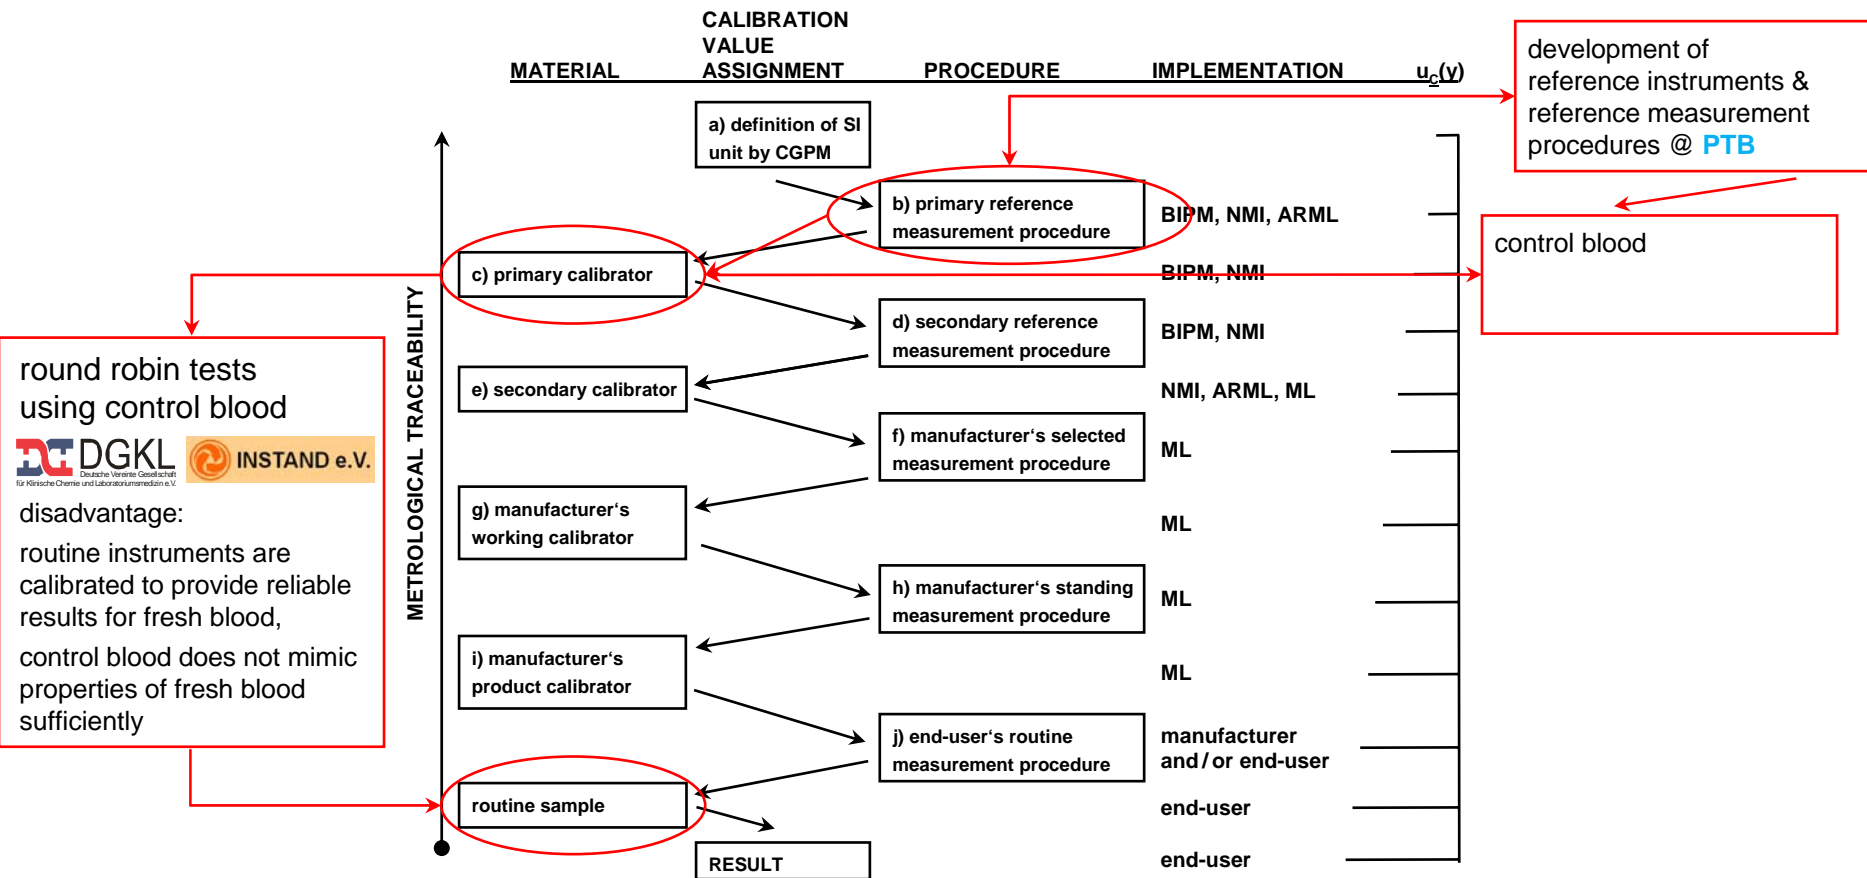 CALIBRATION
VALUE
MATERIAL ASSIGNMENT PROCEDURE IMPLEMENTATION uc(y)
development of
reference instruments &
reference measurement
procedures @ PTB
a) definition of SI
unit by CGPM
b) primary reference
measurement procedure
BIPM, NMI, ARML
control blood
c) primary calibrator
BIPM, NMI
d) secondary reference
measurement procedure
BIPM, NMI
e) secondary calibrator
NMI, ARML, ML
f) manufacturer's selected
measurement procedure
ML
g) manufacturer's
working calibrator
ML
h) manufacturer's standing
measurement procedure
ML
i) manufacturer's
product calibrator
ML
j) end-user's routine
measurement procedure
manufacturer
and/or end-user
routine sample
end-user
RESULT
end-user
METROLOGICAL TRACEABILITY
round robin tests
using control blood
DGKL
Deutsche Vereinte Gesellschaft
für Klinische Chemie und Laboratoriumsmedizin e.V.
INSTAND e.V.
disadvantage:
routine instruments are
calibrated to provide reliable
results for fresh blood,
control blood does not mimic
properties of fresh blood
sufficiently